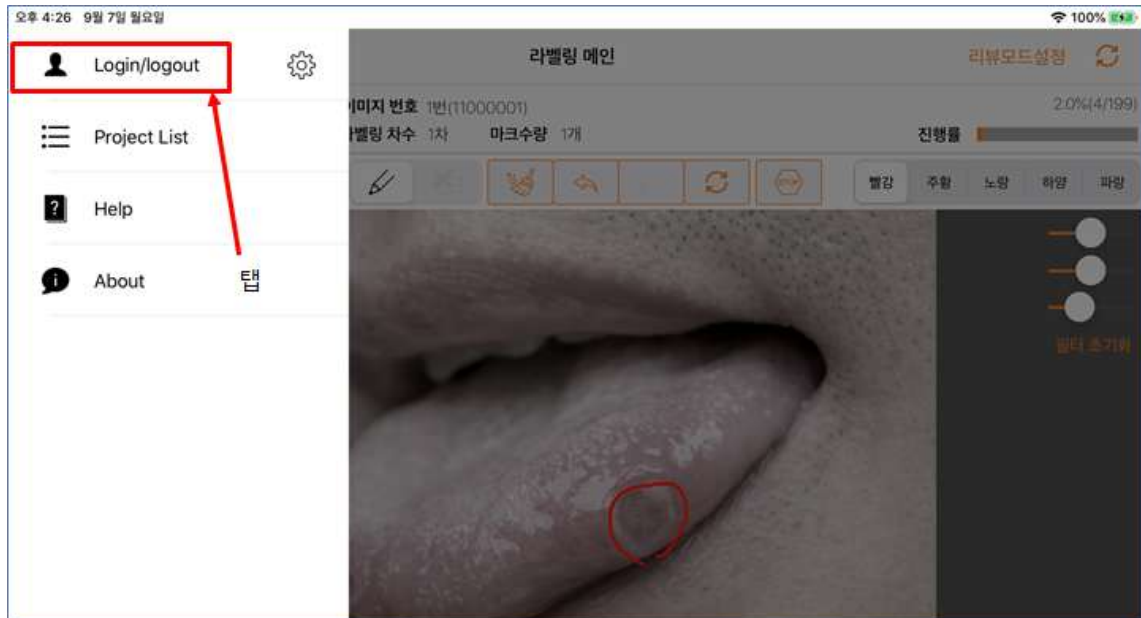 오후 4:26 9월 7일 월요일
100%
Login/logout
라벨링 메인
리뷰모드설정
이미지 번호 1번(11000001)
2.0%(4/199)
Project List
라벨링 차수 1차 마크수량 1개
진행률
빨강 주황 노랑 하양 파랑
Help
About
탭
필터 초기화